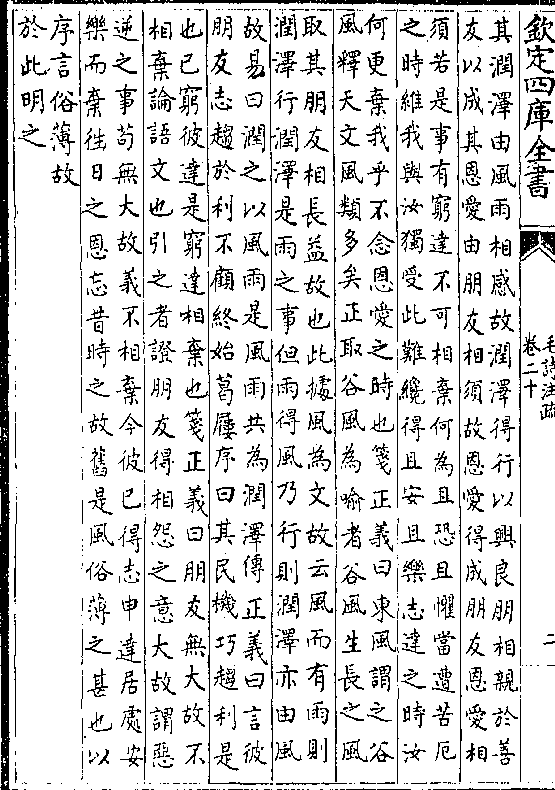 欽定四庫全書
毛詩注疏
卷二十
二
其潤澤由風雨相感故潤澤得行以興良朋相親於善
友以成其恩愛由朋友相須故恩愛得成朋友恩愛相
須若是事有窮達不可相棄何為且恐且懼當遭苦厄
之時維我與汝獨受此難纔得且安且樂志達之時汝
何更棄我乎不念恩愛之時也箋正義曰東風謂之谷
風釋天文風類多矣正取谷風為喻者谷風生長之風
取其朋友相長益故也此據風為文故云風而有雨則
潤澤行潤澤是雨之事但雨得風乃行則潤澤亦由風
故易曰潤之以風雨是風雨共為潤澤傳正義曰言彼
朋友志趨於利不顧終始葛屨序曰其民機巧趨利是
也已窮彼達是窮達相棄也箋正義曰朋友無大故不
相棄論語文也引之者證朋友得相怨之意大故謂惡
逆之事苟無大故義不相棄今彼已得志申達居處安
樂而棄徃日之恩忘昔時之故舊是風俗薄之甚也以
序言俗薄故
於此明之